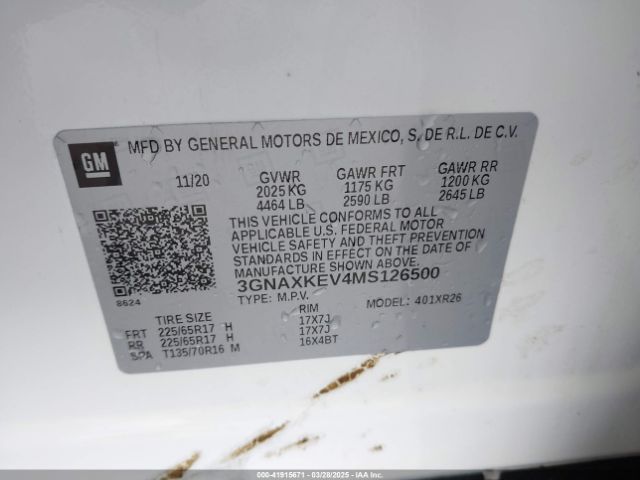 MFD BY GENERAL MOTORS DE MEXICO, S. DE R.L. DE C.V.
GM
11/20 GVWR GAWR FRT GAWR RR
2025 KG 1175 KG 1200 KG
4464 LB 2590 LB 2645 LB
THIS VEHICLE CONFORMS TO ALL
APPLICABLE U.S. FEDERAL MOTOR
VEHICLE SAFETY AND THEFT PREVENTION
STANDARDS IN EFFECT ON THE DATE OF
MANUFACTURE SHOWN ABOVE.
3GNAXKEV4MS126500
8624
TYPE: M.P.V. MODEL: 401XR26
TIRE SIZE RIM
FRT 225/65R17 H 17X7J
RR 225/65R17 H 17X7J
SPA T135/70R16 M 16X4BT
000-41915671 03/28/2025 IAA Inc.